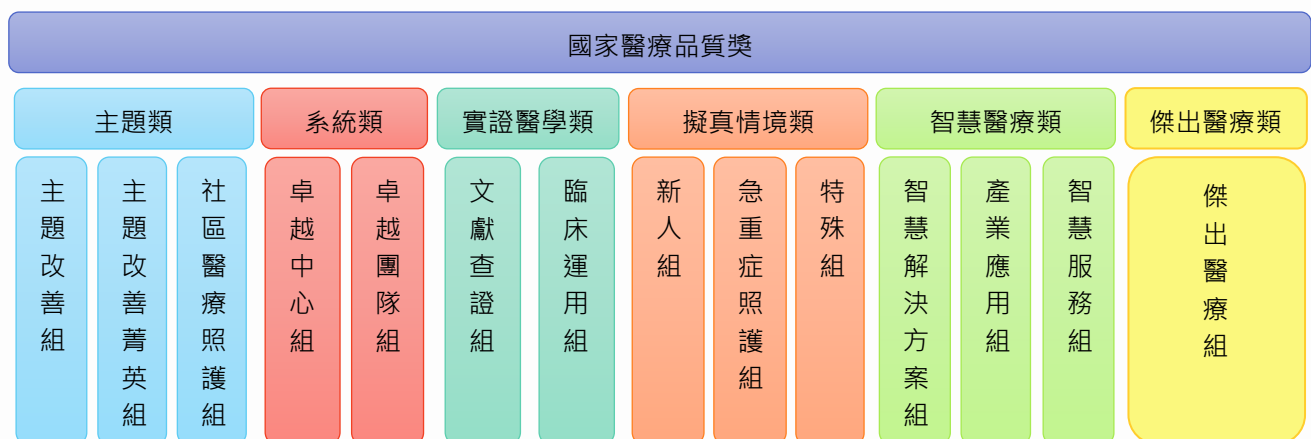 國家醫療品質獎
主題類
系統類
實證醫學類
擬真情境類
智慧醫療類
傑出醫療類
主題改善組
主題改善菁英組
社區醫療照護組
卓越中心組
卓越團隊組
文獻查證組
臨床運用組
新人組
急重症照護組
特殊組
智慧解決方案組
產業應用組
智慧服務組
傑出醫療組